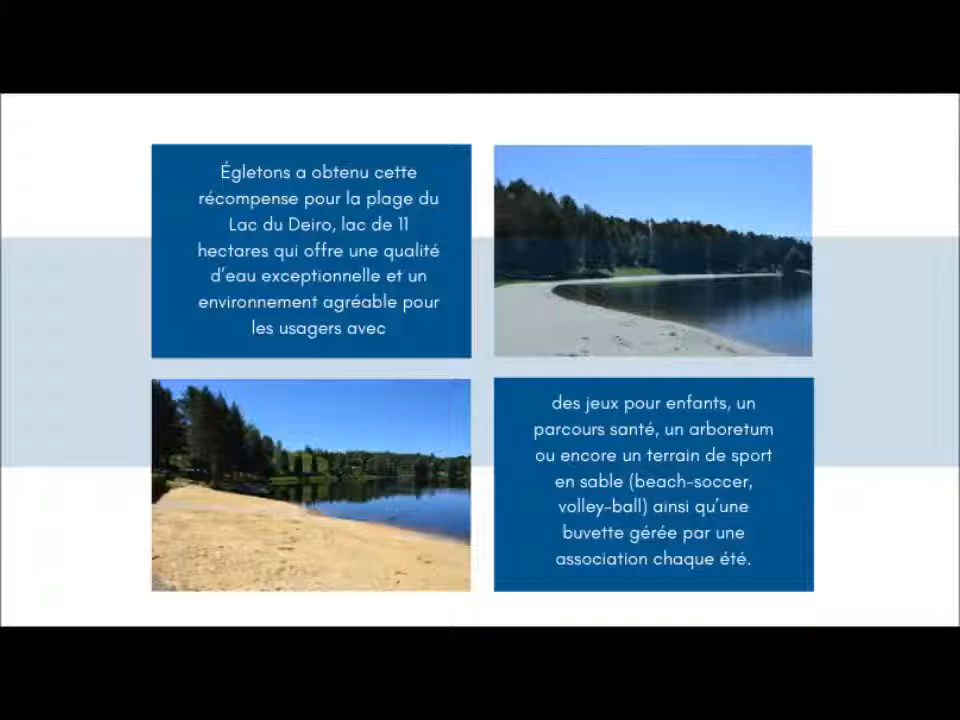 Égletons a obtenu cette
récompense pour la plage du
Lac du Deiro, lac de 11
hectares qui offre une qualité
d'eau exceptionnelle et un
environnement agréable pour
les usagers avec
des jeux pour enfants, un
parcours santé, un arboretum
ou encore un terrain de sport
en sable (beach-soccer,
volley-ball) ainsi qu'une
buvette gérée par une
association chaque été.